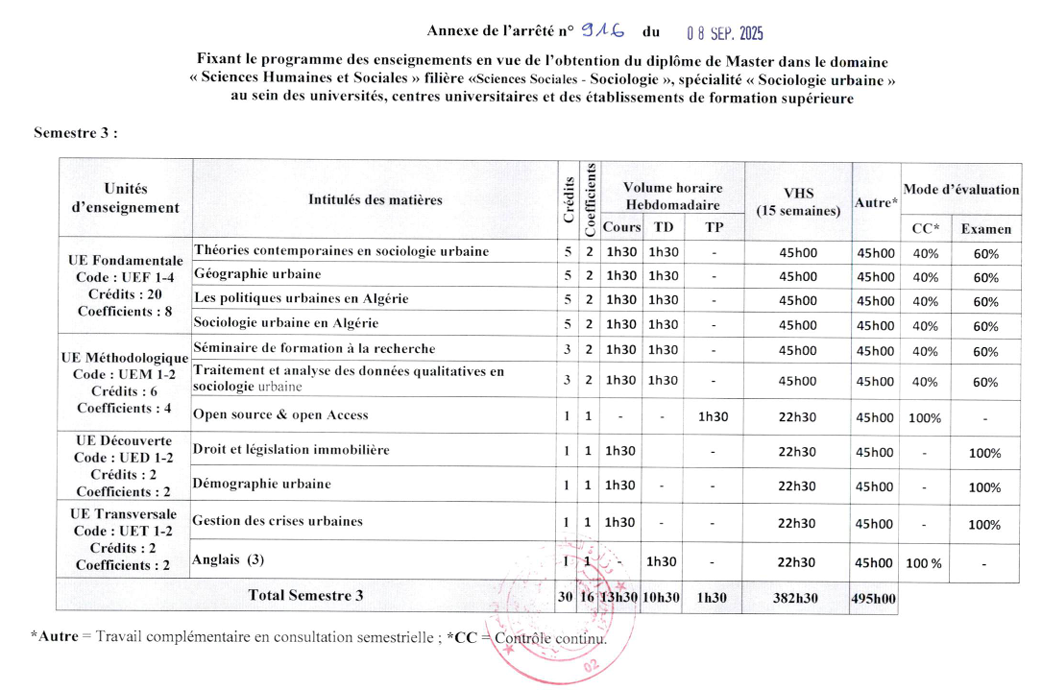 Annexe de l'arrêté n° 916 du 08 SEP. 2025
Fixant le programme des enseignements en vue de l'obtention du diplôme de Master dans le domaine
« Sciences Humaines et Sociales » filière «Sciences Sociales - Sociologie », spécialité « Sociologie urbaine »
au sein des universités, centres universitaires et des établissements de formation supérieure
Semestre 3 :
Unités d'enseignement | Intitulés des matières | Crédits | Coefficients | Volume horaire Hebdomadaire | VHS (15 semaines) | Autre* | Mode d'évaluation
Cours | TD | TP | CC* | Examen
UE Fondamentale
Code : UEF 1-4
Crédits : 20
Coefficients : 8
Théories contemporaines en sociologie urbaine | 5 | 2 | 1h30 | 1h30 | - | 45h00 | 45h00 | 40% | 60%
Géographie urbaine | 5 | 2 | 1h30 | 1h30 | - | 45h00 | 45h00 | 40% | 60%
Les politiques urbaines en Algérie | 5 | 2 | 1h30 | 1h30 | - | 45h00 | 45h00 | 40% | 60%
Sociologie urbaine en Algérie | 5 | 2 | 1h30 | 1h30 | - | 45h00 | 45h00 | 40% | 60%
UE Méthodologique
Code : UEM 1-2
Crédits : 6
Coefficients : 4
Séminaire de formation à la recherche | 3 | 2 | 1h30 | 1h30 | - | 45h00 | 45h00 | 40% | 60%
Traitement et analyse des données qualitatives en sociologie urbaine | 3 | 2 | 1h30 | 1h30 | - | 45h00 | 45h00 | 40% | 60%
Open source & open Access | 1 | 1 | - | - | 1h30 | 22h30 | 45h00 | 100% | -
UE Découverte
Code : UED 1-2
Crédits : 2
Coefficients : 2
Droit et législation immobilière | 1 | 1 | 1h30 | | - | 22h30 | 45h00 | - | 100%
Démographie urbaine | 1 | 1 | 1h30 | - | - | 22h30 | 45h00 | - | 100%
UE Transversale
Code : UET 1-2
Crédits : 2
Coefficients : 2
Gestion des crises urbaines | 1 | 1 | 1h30 | - | - | 22h30 | 45h00 | - | 100%
Anglais (3) | 1 | 1 | - | 1h30 | - | 22h30 | 45h00 | 100 % | -
Total Semestre 3 | 30 | 16 | 13h30 | 10h30 | 1h30 | 382h30 | 495h00
*Autre = Travail complémentaire en consultation semestrielle ; *CC = Contrôle continu.
02